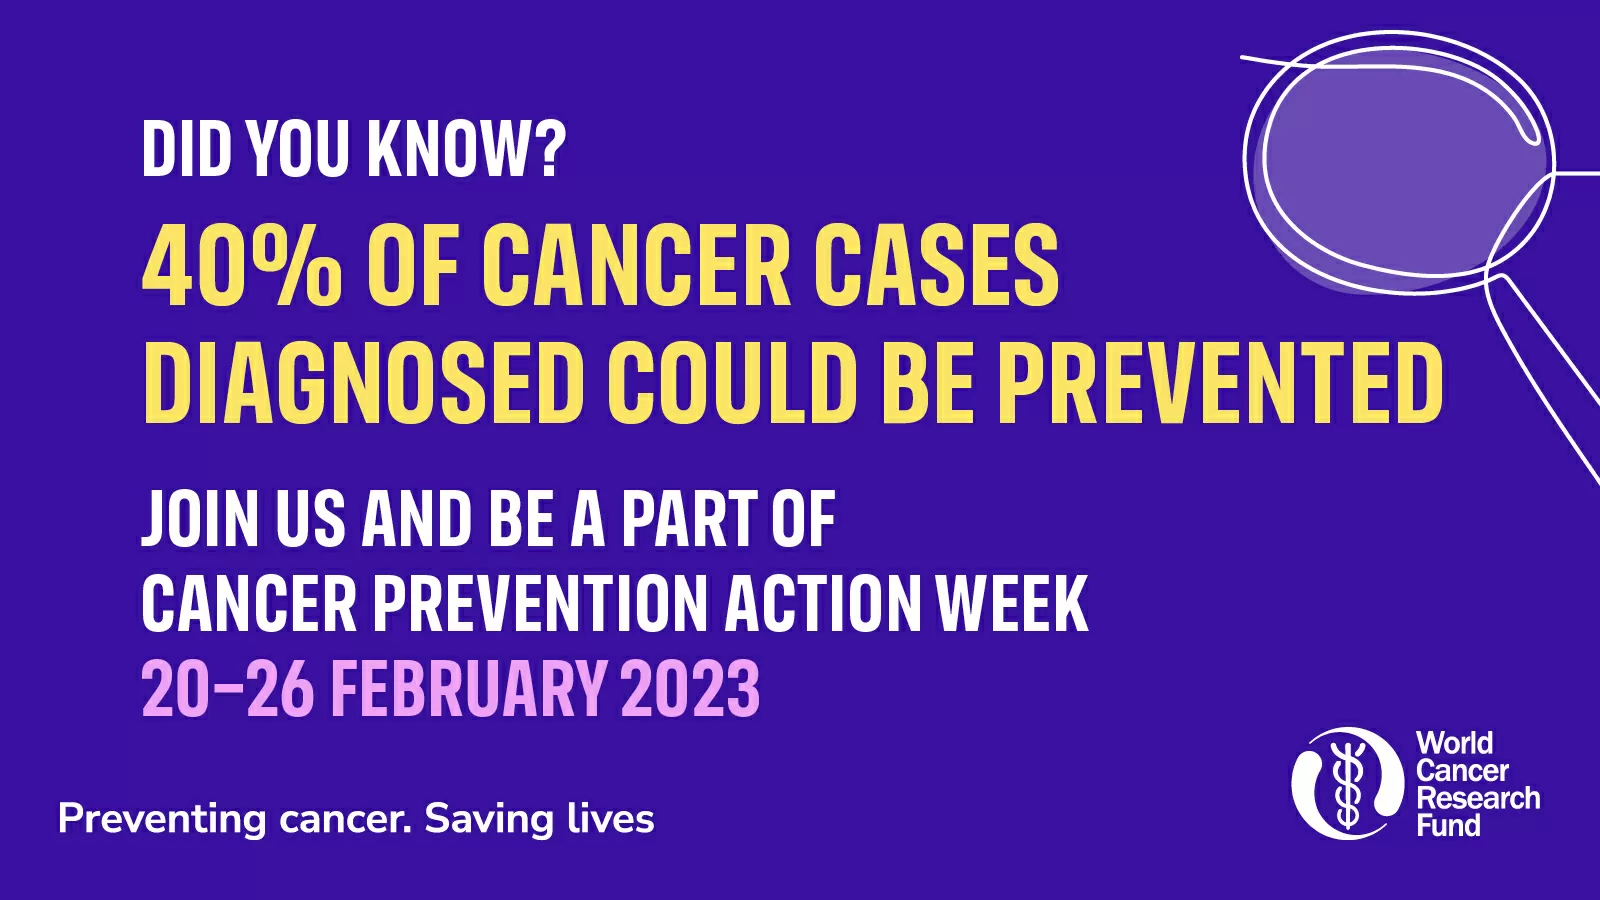 DID YOU KNOW?
40% OF CANCER CASES
DIAGNOSED COULD BE PREVENTED
JOIN US AND BE A PART OF
CANCER PREVENTION ACTION WEEK
20–26 FEBRUARY 2023
Preventing cancer. Saving lives
World
Cancer
Research
Fund